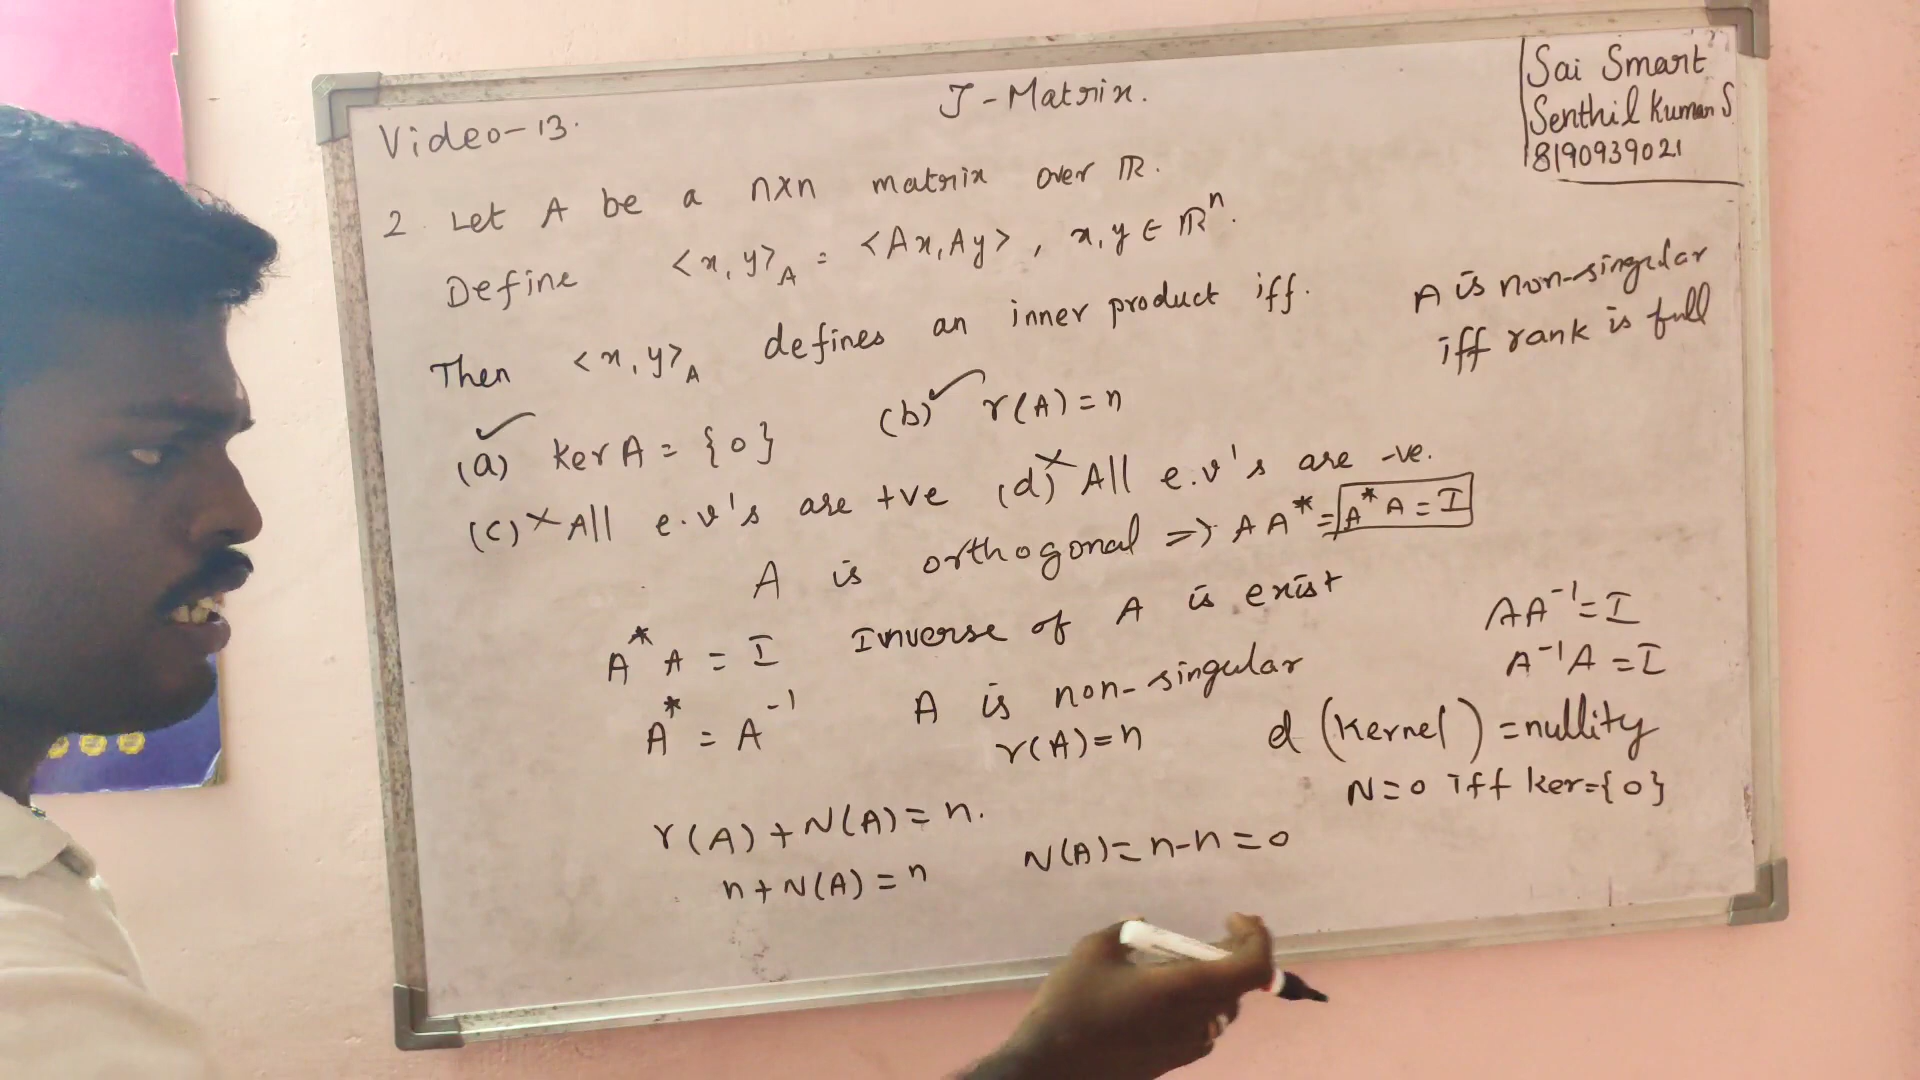 J-Matrix.
Sai Smart
Senthil Kumar S
8190939021
Video-13.
2. Let A be a n×n matrix over ℝ.
Define <x, y>_A = <Ax, Ay>, x, y ∈ ℝ^n.
Then <x, y>_A defines an inner product iff.
A is non-singular
iff rank is full
(a) ✓ ker A = {0} (b) ✓ r(A) = n
(c) × All e.v's are +ve (d) × All e.v's are -ve.
A is orthogonal => A A* = A* A = I
A* A = I Inverse of A is exist
A* = A^-1 A is non-singular
r(A) = n
AA^-1 = I
A^-1 A = I
d (kernel) = nullity
N = 0 iff ker = {0}
r(A) + N(A) = n.
n + N(A) = n N(A) = n-n = 0